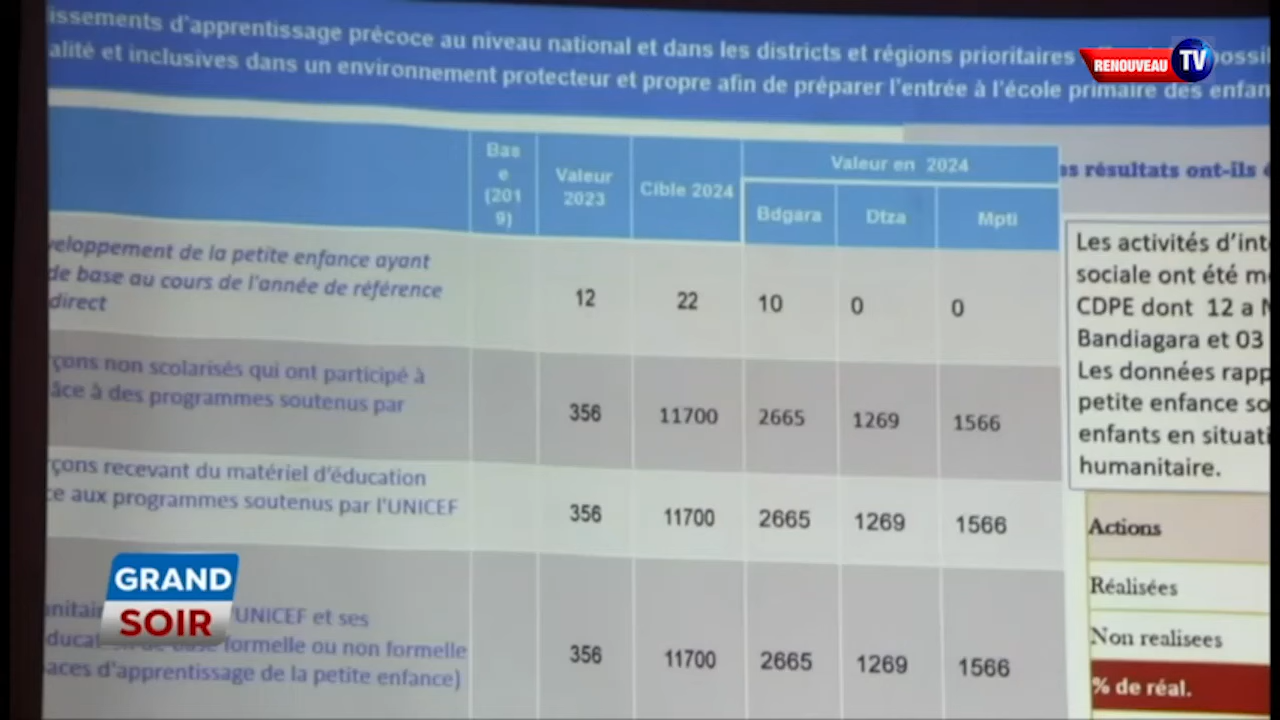 issements d'apprentissage précoce au niveau national et dans les districts et régions prioritaires
alité et inclusives dans un environnement protecteur et propre afin de préparer l'entrée à l'école primaire des enfan
RENOUVEAU TV
Bas
e
(201
9)
Valeur
2023
Cible 2024
Valeur en 2024
Bdgara
Dtza
Mpti
s résultats ont-ils
veloppement de la petite enfance ayant
de base au cours de l'année de référence
direct
12
22
10
0
0
rçons non scolarisés qui ont participé à
âce à des programmes soutenus par
356
11700
2665
1269
1566
rçons recevant du matériel d'éducation
ce aux programmes soutenus par l'UNICEF
356
11700
2665
1269
1566
nitair
UNICEF et ses
ducat
formelle ou non formelle
aces d'apprentissage de la petite enfance)
356
11700
2665
1269
1566
Les activités d'int
sociale ont été m
CDPE dont 12 a
Bandiagara et 03
Les données rapp
petite enfance so
enfants en situati
humanitaire.
Actions
Réalisées
Non realisees
% de réal.
GRAND
SOIR